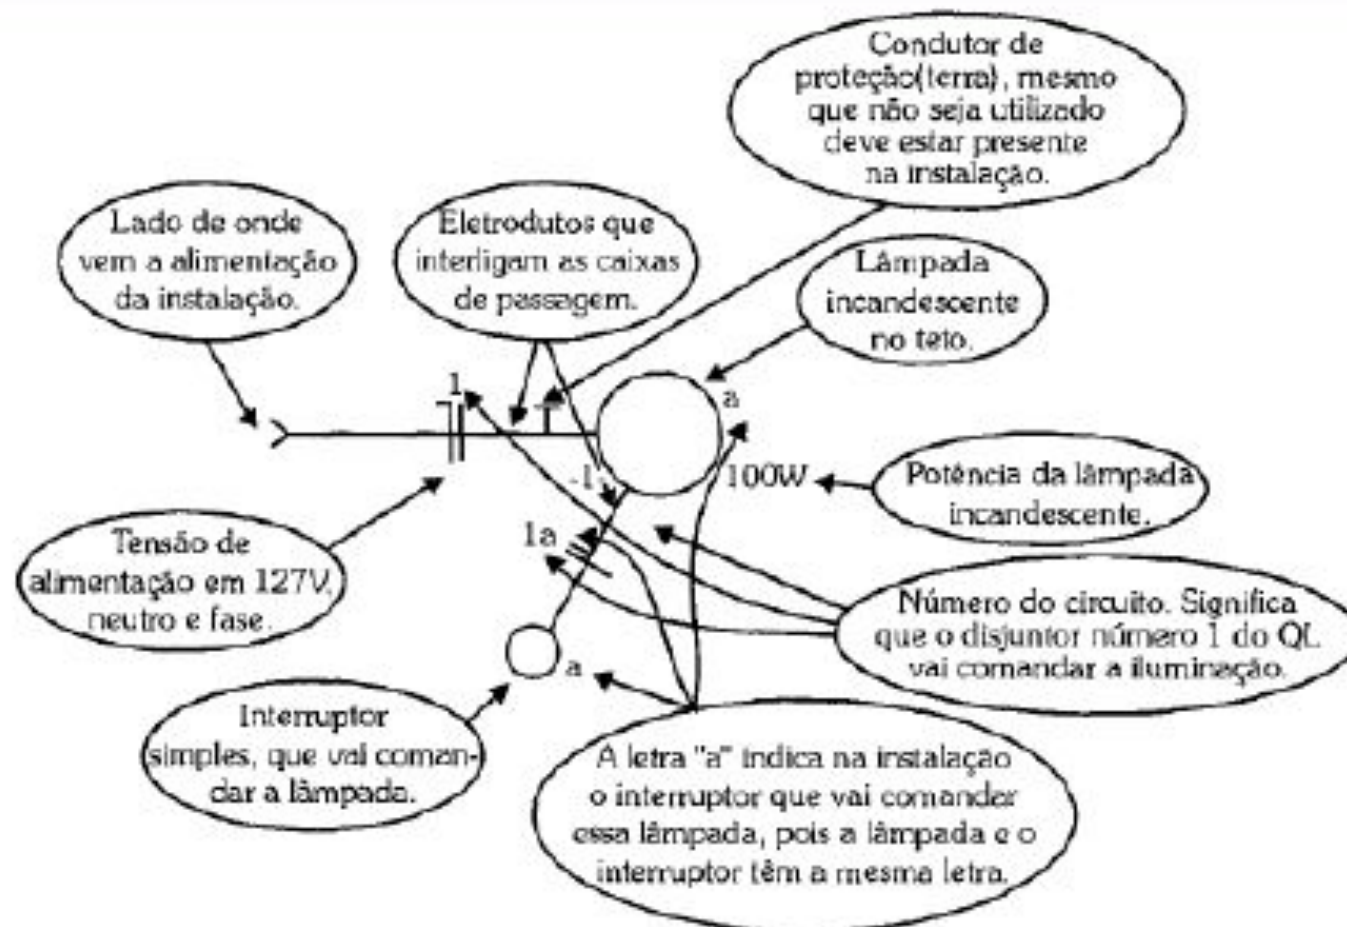 Condutor de
proteção(terra), mesmo
que não seja utilizado
deve estar presente
na instalação.
Lado de onde
vem a alimentação
da instalação.
Eletrodutos que
interligam as caixas
de passagem.
Lâmpada
incandescente
no teto.
1
a
-1-
100W
Potência da lâmpada
incandescente.
1a
Tensão de
alimentação em 127V,
neutro e fase.
Número do circuito. Significa
que o disjuntor número 1 do QL
vai comandar a iluminação.
a
Interruptor
simples, que vai coman-
dar a lâmpada.
A letra "a" indica na instalação
o interruptor que vai comandar
essa lâmpada, pois a lâmpada e o
interruptor têm a mesma letra.